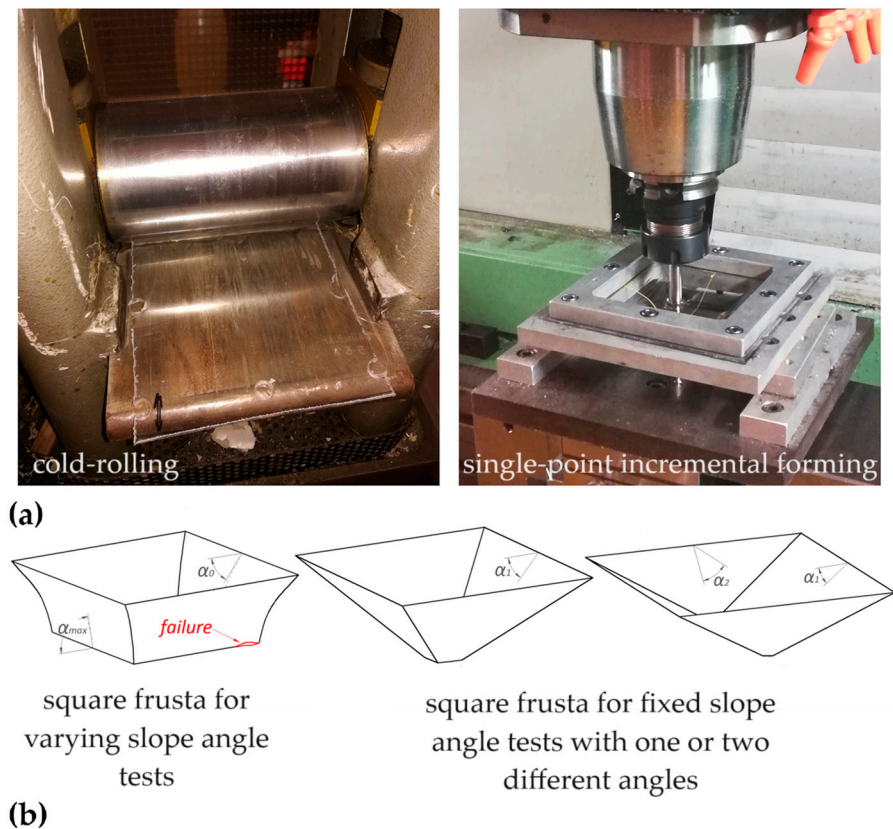 cold-rolling
single-point incremental forming
(a)
α0
αmax
failure
α1
α2
α1
square frusta for
varying slope angle
tests
square frusta for fixed slope
angle tests with one or two
different angles
(b)